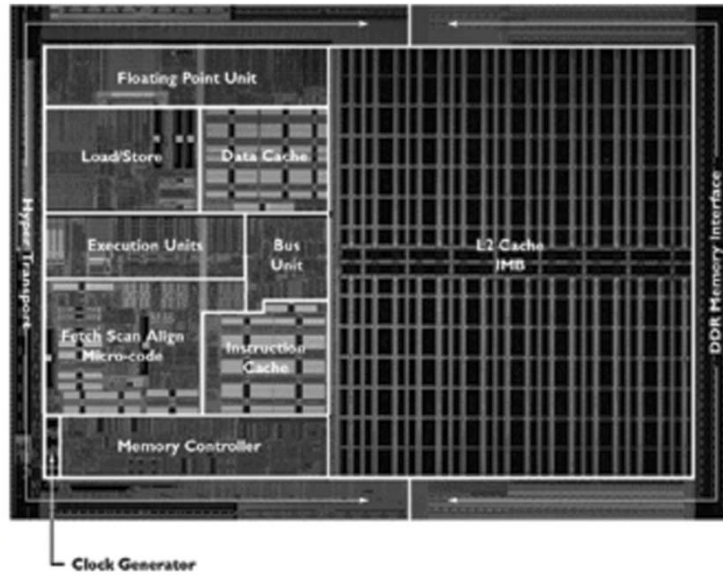 Floating Point Unit
Load/Store
Data Cache
Hyper Transport
Execution Units
Bus
Unit
L2 Cache
1MB
DDR Memory Interface
Fetch Scan Align
Micro-code
Instruction
Cache
Memory Controller
Clock Generator